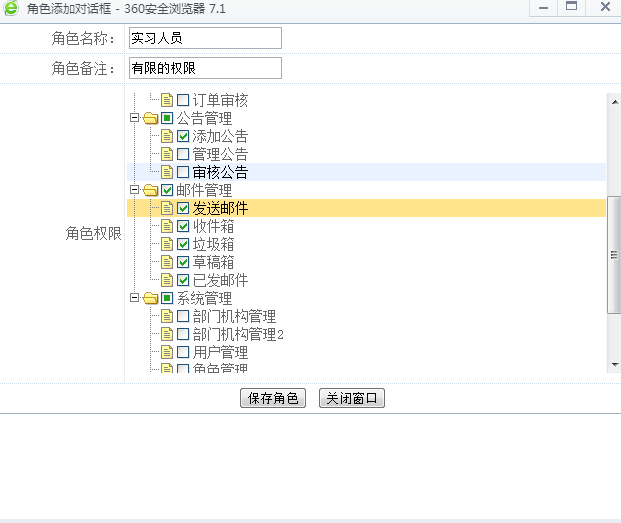 角色添加对话框 - 360安全浏览器 7.1
角色名称： 实习人员
角色备注： 有限的权限
订单审核
公告管理
添加公告
管理公告
审核公告
邮件管理
发送邮件
角色权限
收件箱
垃圾箱
草稿箱
已发邮件
系统管理
部门机构管理
部门机构管理2
用户管理
角色管理
保存角色 关闭窗口